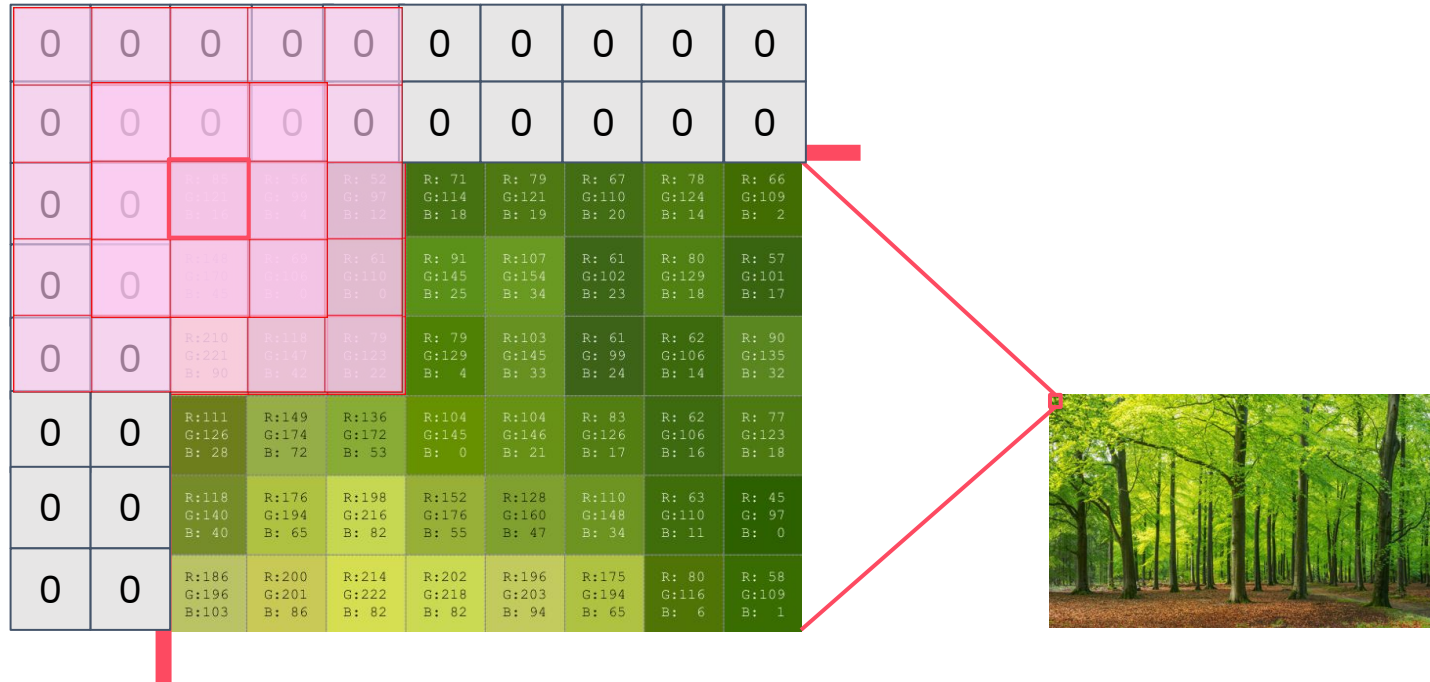 0 0 0 0 0 0 0 0 0 0
0 0 0 0 0 0 0 0 0 0
R: 52 R: 71 R: 79 R: 67 R: 78 R: 66
0 0 G: 97 G:114 G:121 G:110 G:124 G:109
B: 12 B: 18 B: 19 B: 20 B: 14 B: 2
R: 61 R: 91 R:107 R: 61 R: 80 R: 57
0 0 G:110 G:145 G:154 G:102 G:129 G:101
B: 0 B: 25 B: 34 B: 23 B: 18 B: 17
R:210 R: 79 R: 79 R:103 R: 61 R: 62 R: 90
0 0 G:221 G:147 G:123 G:129 G:145 G: 99 G:106 G:135
B: 90 B: 42 B: 22 B: 4 B: 33 B: 24 B: 14 B: 32
R:111 R:149 R:136 R:104 R:104 R: 83 R: 62 R: 77
0 0 G:126 G:174 G:172 G:145 G:146 G:126 G:106 G:123
B: 28 B: 72 B: 53 B: 0 B: 21 B: 17 B: 16 B: 18
R:118 R:176 R:198 R:152 R:128 R:110 R: 63 R: 45
0 0 G:140 G:194 G:216 G:176 G:160 G:148 G:110 G: 97
B: 40 B: 65 B: 82 B: 55 B: 47 B: 34 B: 11 B: 0
R:186 R:200 R:214 R:202 R:196 R:175 R: 80 R: 58
0 0 G:196 G:201 G:222 G:218 G:203 G:194 G:116 G:109
B:103 B: 86 B: 82 B: 82 B: 94 B: 65 B: 6 B: 1